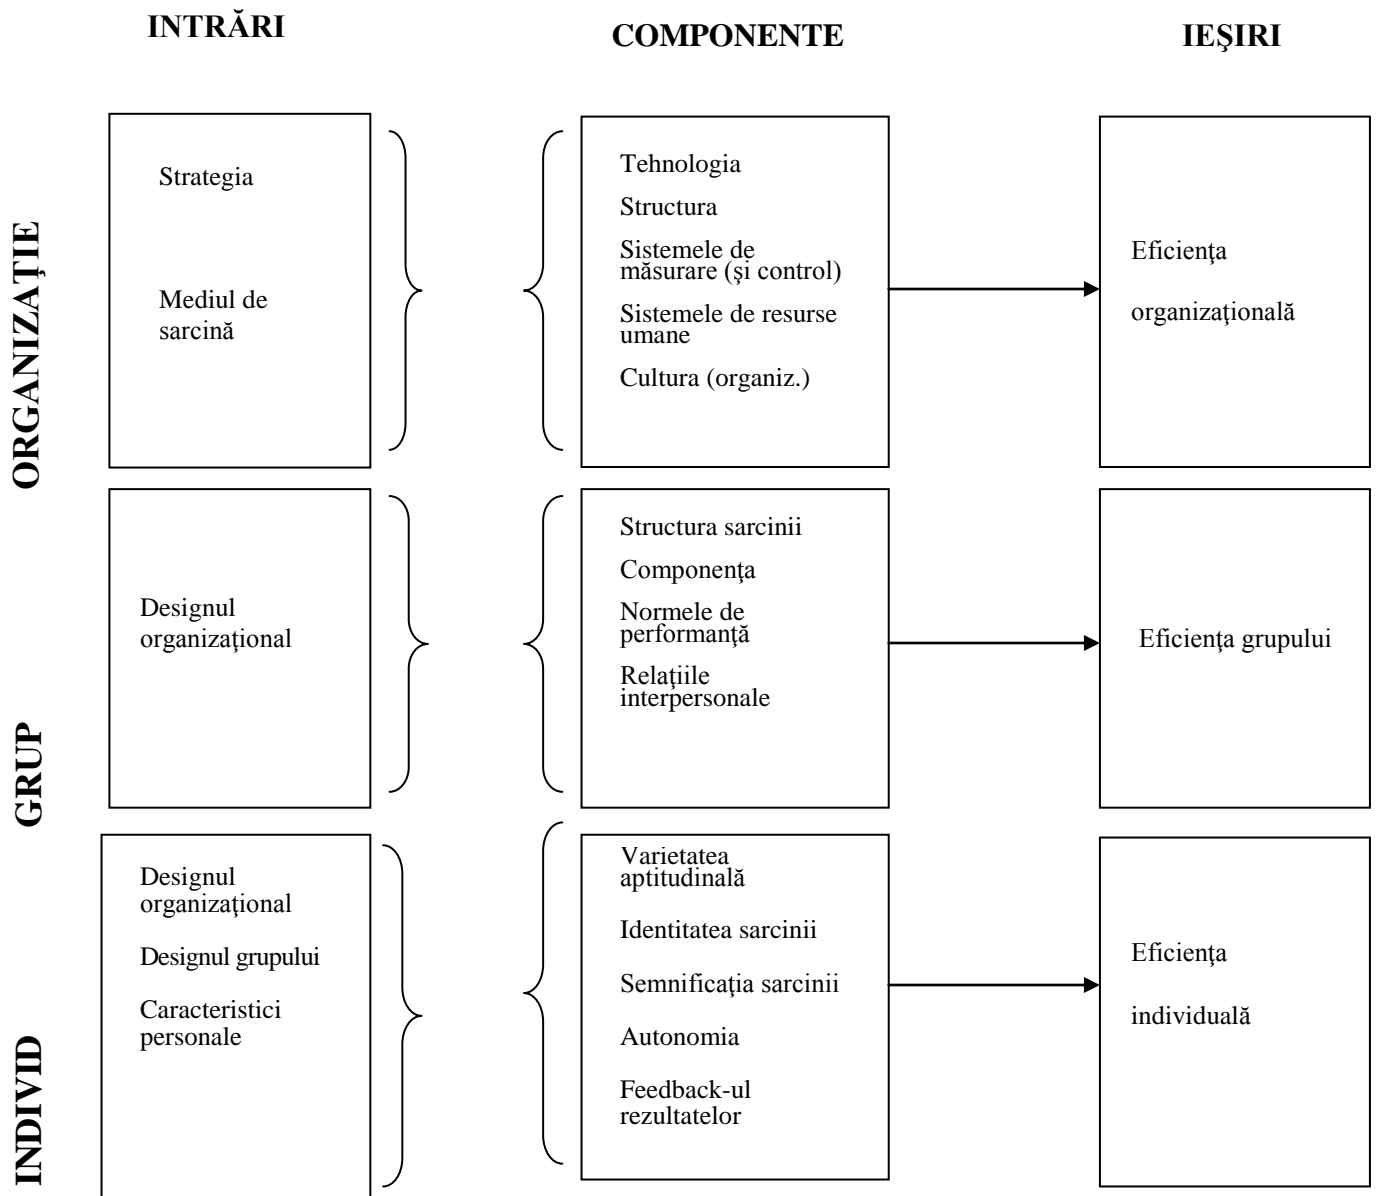 INTRĂRI
COMPONENTE
IEŞIRI
ORGANIZAŢIE
Strategia
Mediul de
sarcină
Tehnologia
Structura
Sistemele de
măsurare (şi control)
Sistemele de resurse
umane
Cultura (organiz.)
Eficienţa
organizaţională
GRUP
Designul
organizaţional
Structura sarcinii
Componenţa
Normele de
performanţă
Relaţiile
interpersonale
Eficienţa grupului
INDIVID
Designul
organizaţional
Designul grupului
Caracteristici
personale
Varietatea
aptitudinală
Identitatea sarcinii
Semnificaţia sarcinii
Autonomia
Feedback-ul
rezultatelor
Eficienţa
individuală